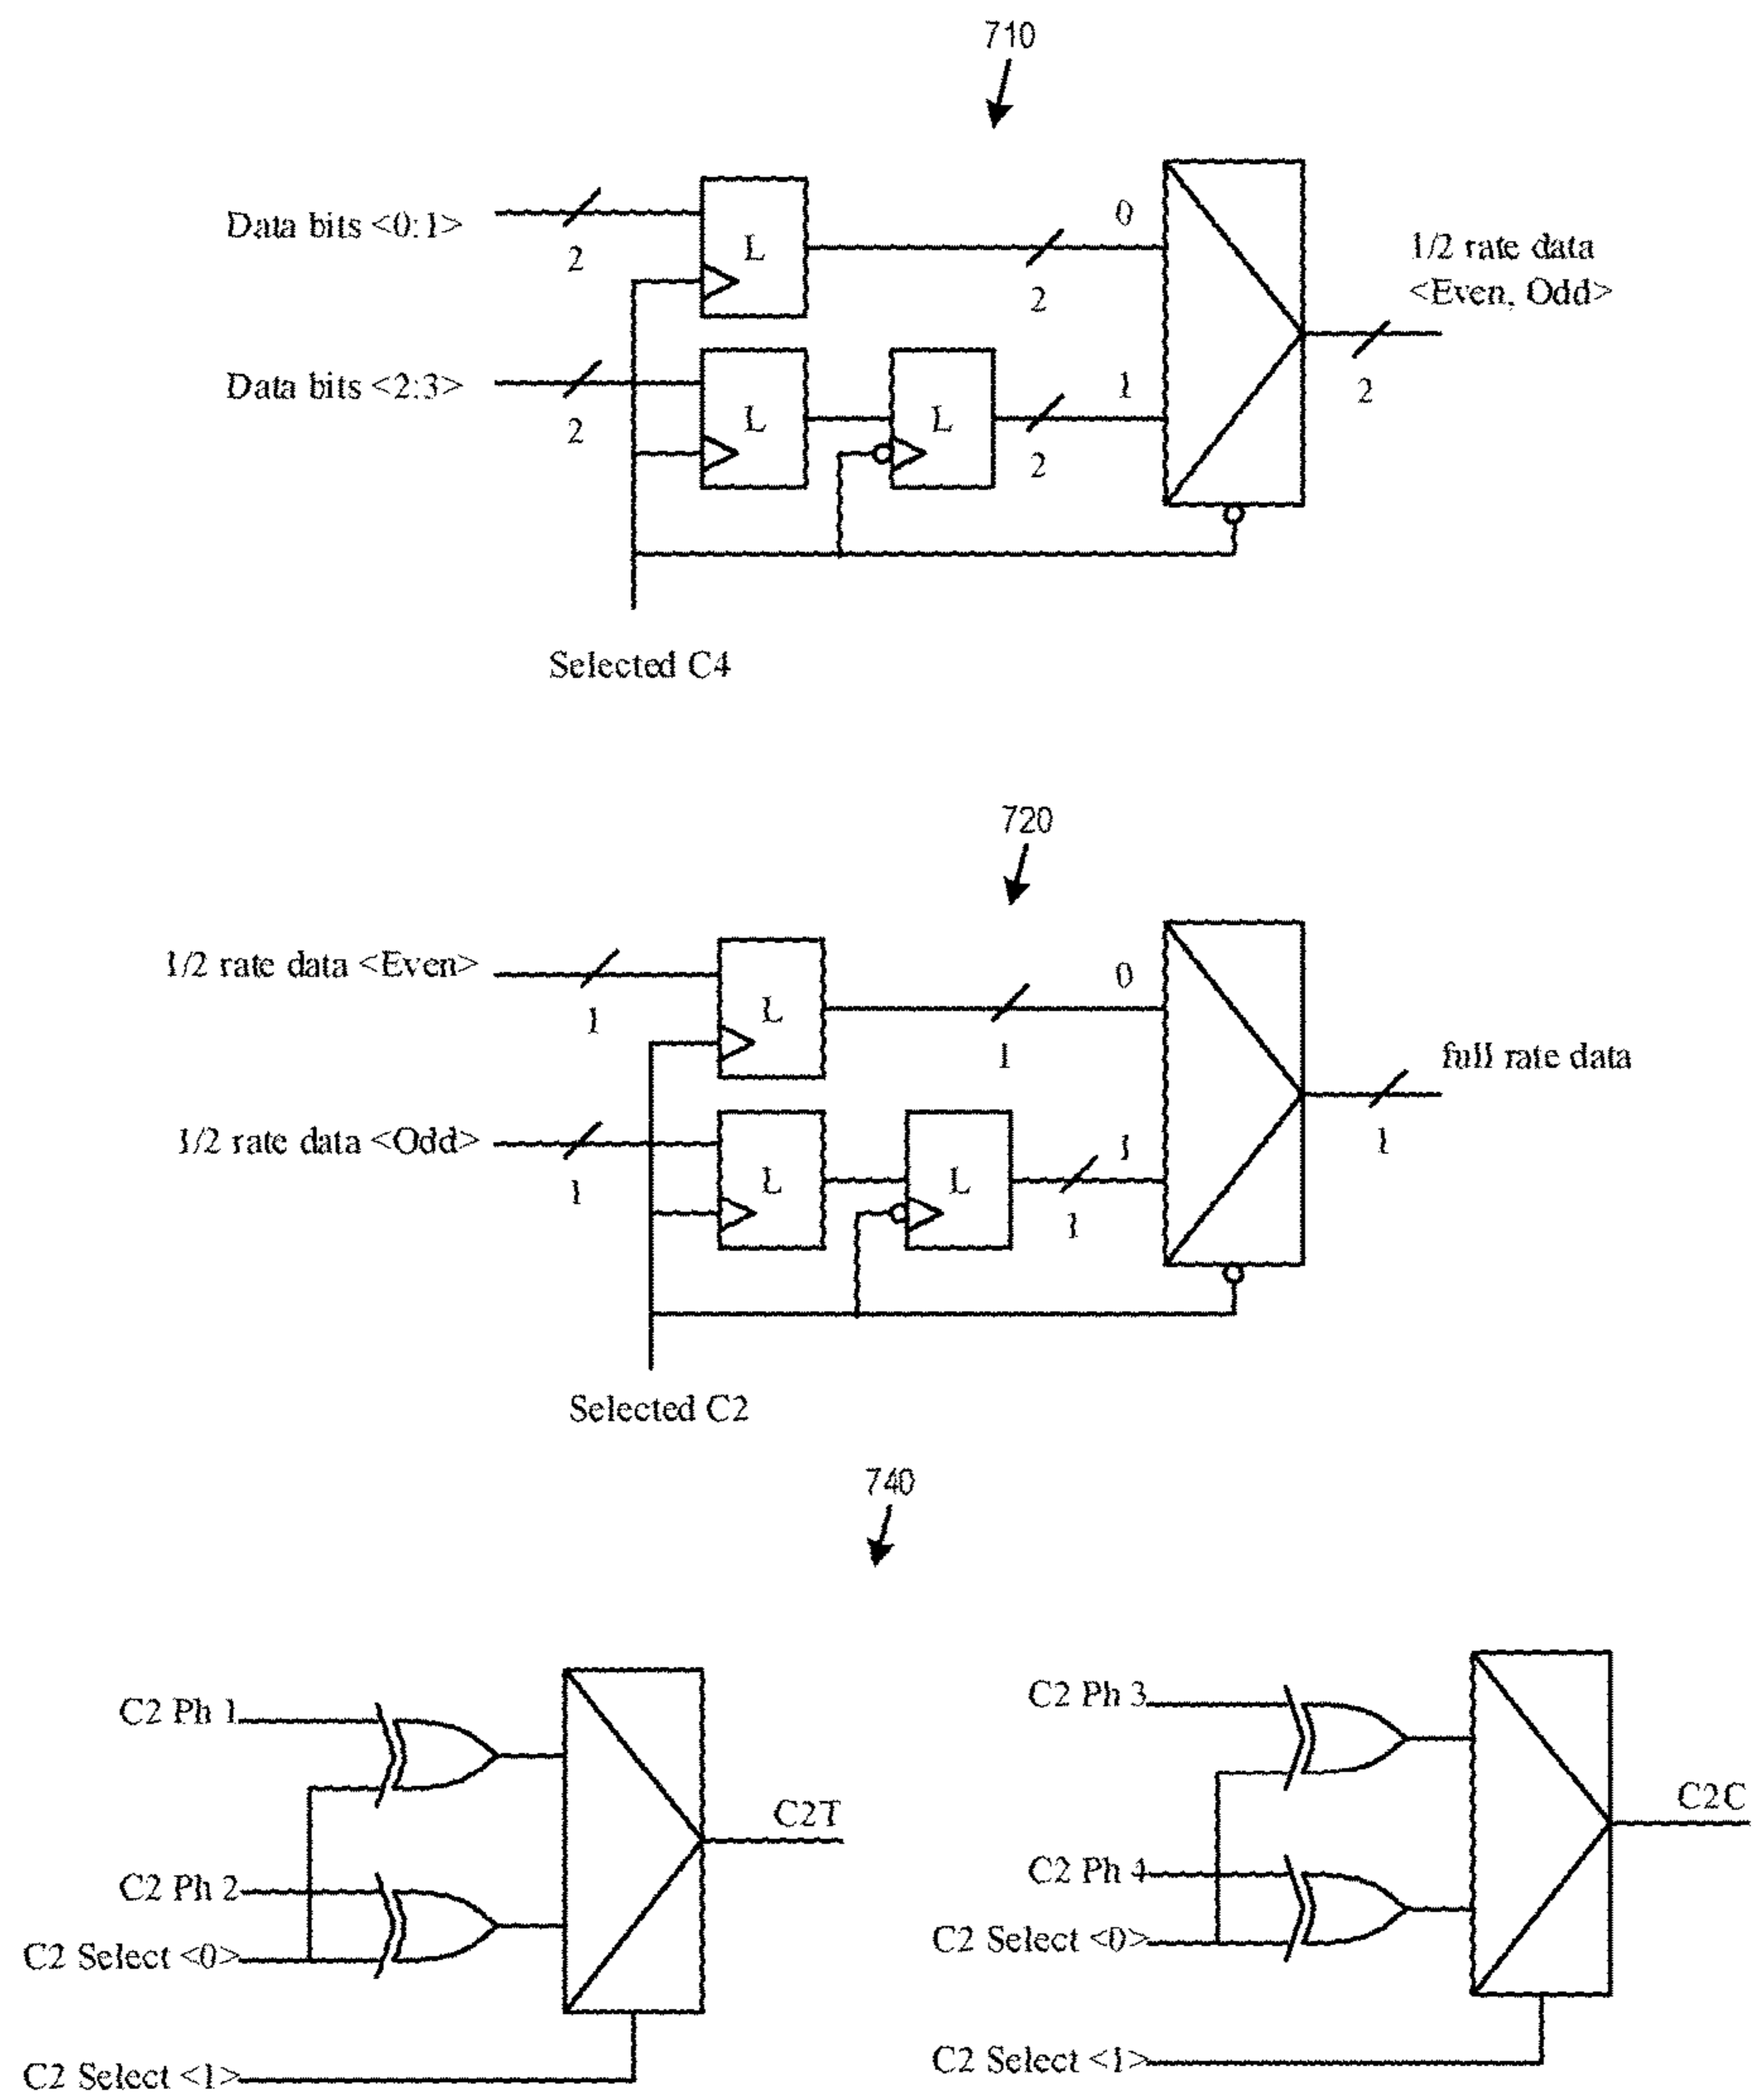 710
Data bits <0:1>
2
L
0
2
1/2 rate data
<Even, Odd>
2
Data bits <2:3>
2
L
L
1
2
Selected C4
720
1/2 rate data <Even>
1
L
0
1
full rate data
1
1/2 rate data <Odd>
1
L
L
1
1
Selected C2
740
C2 Ph 1
C2T
C2 Ph 2
C2 Select <0>
C2 Select <1>
C2 Ph 3
C2C
C2 Ph 4
C2 Select <0>
C2 Select <1>